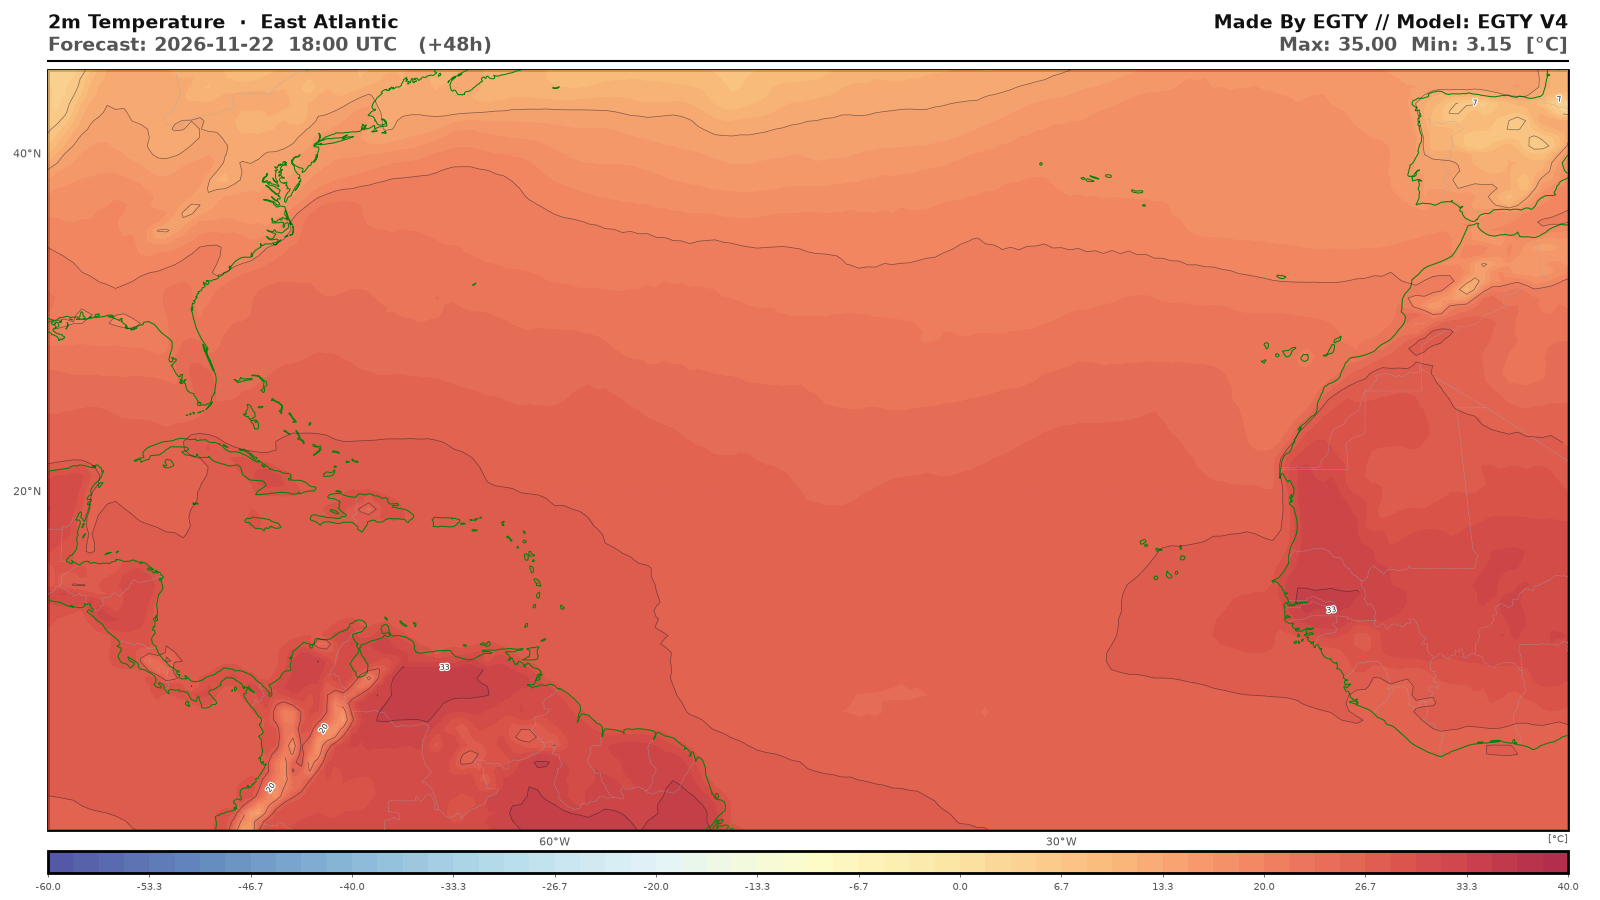 2m Temperature · East Atlantic
Made By EGTY // Model: EGTY V4
Forecast: 2026-11-22 18:00 UTC (+48h)
Max: 35.00 Min: 3.15 [°C]
7
7
40°N
20°N
33
33
20
20
60°W
30°W
[°C]
-60.0 -53.3 -46.7 -40.0 -33.3 -26.7 -20.0 -13.3 -6.7 0.0 6.7 13.3 20.0 26.7 33.3 40.0